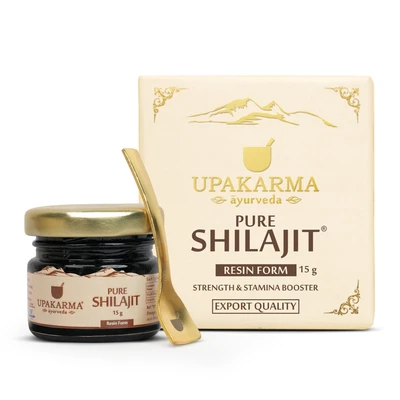 UPAKARMA
āyurveda
PURE
SHILAJIT®
RESIN FORM 15 g
STRENGTH & STAMINA BOOSTER
EXPORT QUALITY
UPAKARMA
āyurveda
PURE
SHILAJIT
15 g
Resin Form